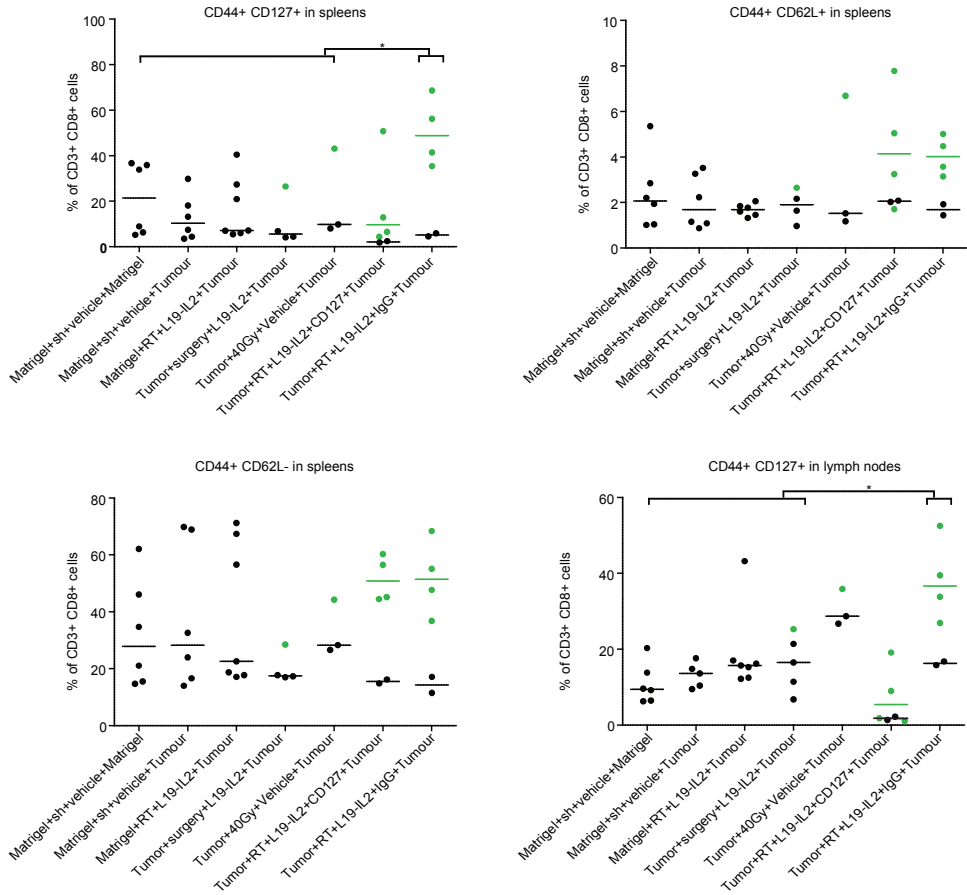 CD44+ CD127+ in spleens
% of CD3+ CD8+ cells
100
80
60
40
20
0
*
Matrigel+sh+vehicle+Matrigel
Matrigel+sh+vehicle+Tumour
Matrigel+RT+L19-IL2+Tumour
Tumor+surgery+L19-IL2+Tumour
Tumor+40Gy+Vehicle+Tumour
Tumor+RT+L19-IL2+CD127+Tumour
Tumor+RT+L19-IL2+IgG+Tumour
CD44+ CD62L+ in spleens
% of CD3+ CD8+ cells
10
8
6
4
2
0
Matrigel+sh+vehicle+Matrigel
Matrigel+sh+vehicle+Tumour
Matrigel+RT+L19-IL2+Tumour
Tumor+surgery+L19-IL2+Tumour
Tumor+40Gy+Vehicle+Tumour
Tumor+RT+L19-IL2+CD127+Tumour
Tumor+RT+L19-IL2+IgG+Tumour
CD44+ CD62L- in spleens
% of CD3+ CD8+ cells
80
60
40
20
0
Matrigel+sh+vehicle+Matrigel
Matrigel+sh+vehicle+Tumour
Matrigel+RT+L19-IL2+Tumour
Tumor+surgery+L19-IL2+Tumour
Tumor+40Gy+Vehicle+Tumour
Tumor+RT+L19-IL2+CD127+Tumour
Tumor+RT+L19-IL2+IgG+Tumour
CD44+ CD127+ in lymph nodes
% of CD3+ CD8+ cells
60
40
20
0
*
Matrigel+sh+vehicle+Matrigel
Matrigel+sh+vehicle+Tumour
Matrigel+RT+L19-IL2+Tumour
Tumor+surgery+L19-IL2+Tumour
Tumor+40Gy+Vehicle+Tumour
Tumor+RT+L19-IL2+CD127+Tumour
Tumor+RT+L19-IL2+IgG+Tumour